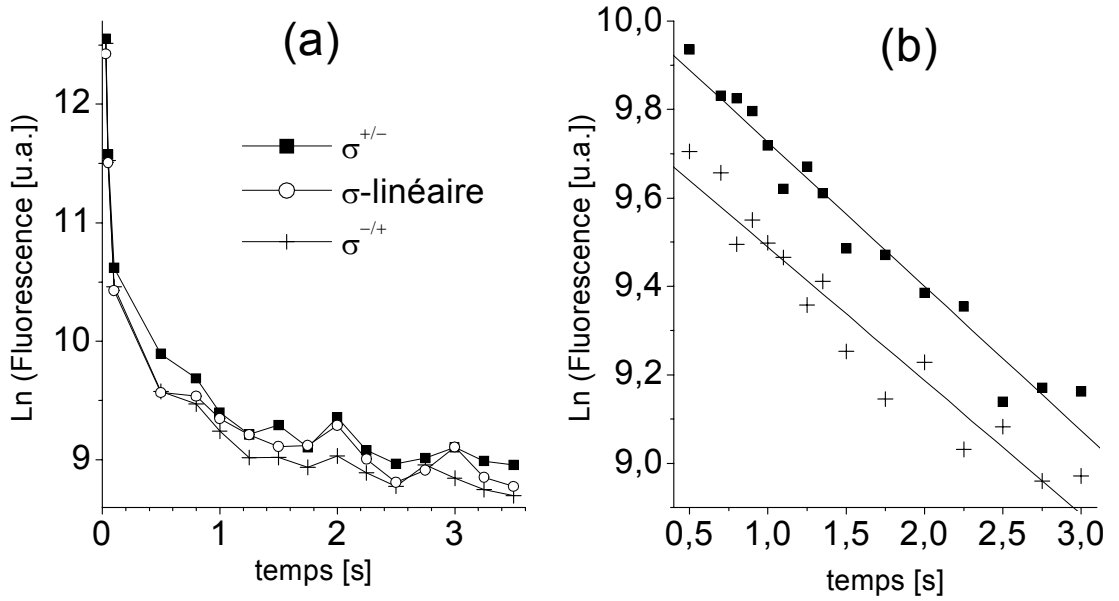 (a)
Ln (Fluorescence [u.a.])
12
11
10
9
σ+/−
σ-linéaire
σ−/+
0 1 2 3
temps [s]
(b)
Ln (Fluorescence [u.a.])
10,0
9,8
9,6
9,4
9,2
9,0
0,5 1,0 1,5 2,0 2,5 3,0
temps [s]